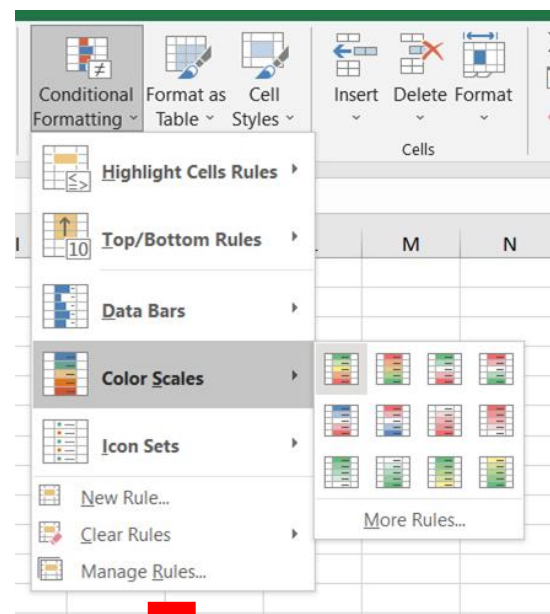 Conditional Formatting
Format as Table
Cell Styles
Insert
Delete
Format
Cells
Highlight Cells Rules
≤>
Top/Bottom Rules
10
Data Bars
Color Scales
Icon Sets
New Rule...
Clear Rules
Manage Rules...
More Rules...
M
N